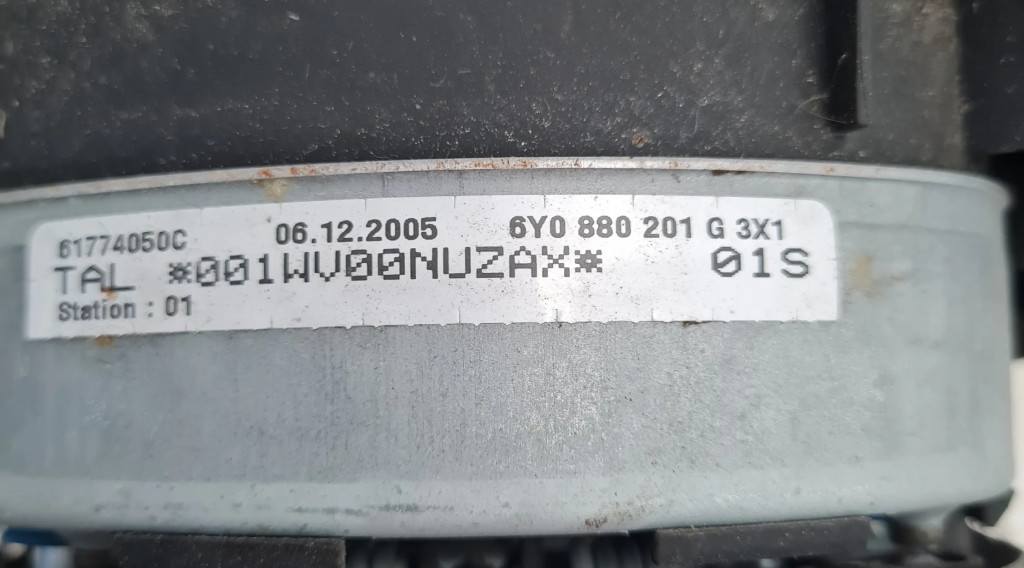 61774050C 06.12.2005 6Y0 880 201 G 3X1
TAL *001WV00NUZAX* 01S
Station : 01